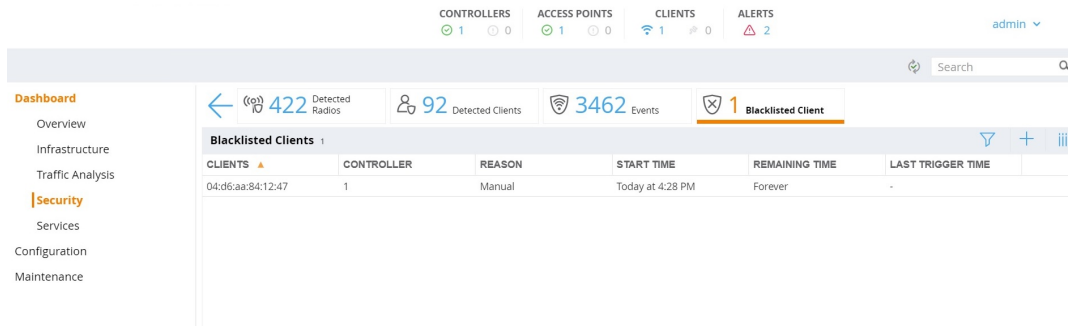 CONTROLLERS ACCESS POINTS CLIENTS ALERTS
1 0 1 0 1 0 2
admin
Search
Dashboard
Overview
Infrastructure
Traffic Analysis
Security
Services
Configuration
Maintenance
422 Detected Radios
92 Detected Clients
3462 Events
1 Blacklisted Client
Blacklisted Clients 1
CLIENTS CONTROLLER REASON START TIME REMAINING TIME LAST TRIGGER TIME
04:d6:aa:84:12:47 1 Manual Today at 4:28 PM Forever -